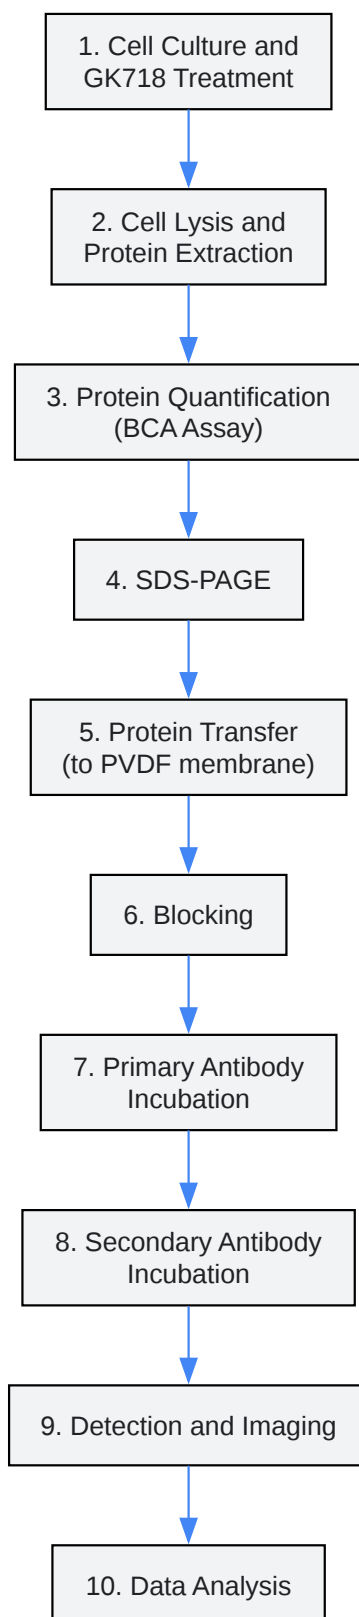 1. Cell Culture and
GK718 Treatment
2. Cell Lysis and
Protein Extraction
3. Protein Quantification
(BCA Assay)
4. SDS-PAGE
5. Protein Transfer
(to PVDF membrane)
6. Blocking
7. Primary Antibody
Incubation
8. Secondary Antibody
Incubation
9. Detection and Imaging
10. Data Analysis